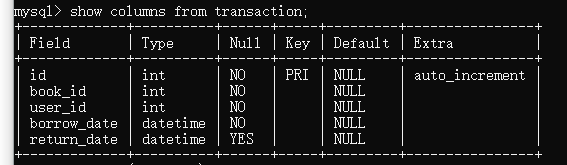 mysql> show columns from transaction;
| Field | Type | Null | Key | Default | Extra |
| id | int | NO | PRI | NULL | auto_increment |
| book_id | int | NO | | NULL | |
| user_id | int | NO | | NULL | |
| borrow_date | datetime | NO | | NULL | |
| return_date | datetime | YES | | NULL | |